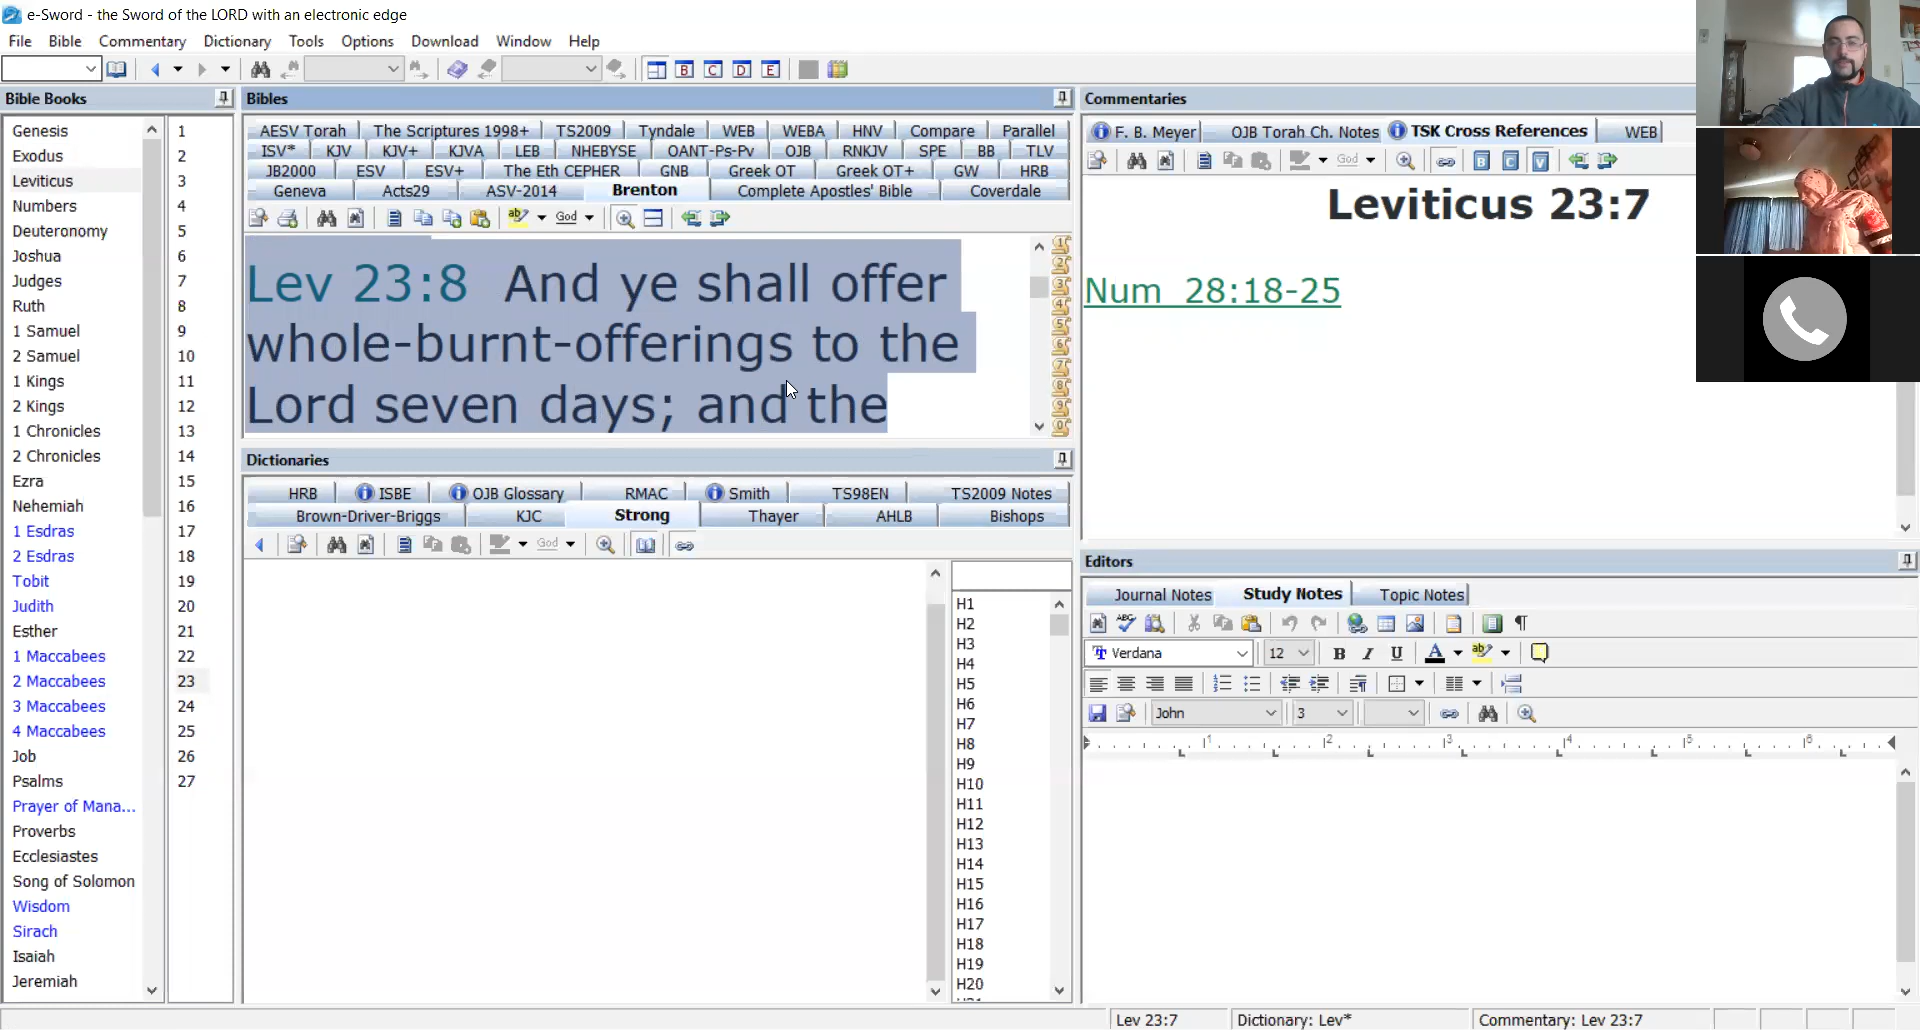 e-Sword - the Sword of the LORD with an electronic edge
File Bible Commentary Dictionary Tools Options Download Window Help
Bible Books
Genesis
Exodus
Leviticus
Numbers
Deuteronomy
Joshua
Judges
Ruth
1 Samuel
2 Samuel
1 Kings
2 Kings
1 Chronicles
2 Chronicles
Ezra
Nehemiah
1 Esdras
2 Esdras
Tobit
Judith
Esther
1 Maccabees
2 Maccabees
3 Maccabees
4 Maccabees
Job
Psalms
Prayer of Mana...
Proverbs
Ecclesiastes
Song of Solomon
Wisdom
Sirach
Isaiah
Jeremiah
1
2
3
4
5
6
7
8
9
10
11
12
13
14
15
16
17
18
19
20
21
22
23
24
25
26
27
Bibles
AESV Torah The Scriptures 1998+ TS2009 Tyndale WEB WEBA HNV Compare Parallel
ISV* KJV KJV+ KJVA LEB NHEBYSE OANT-Ps-Pv OJB RNKJV SPE BB TLV
JB2000 ESV ESV+ The Eth CEPHER GNB Greek OT Greek OT+ GW HRB
Geneva Acts29 ASV-2014 Brenton Complete Apostles' Bible Coverdale
God
Lev 23:8 And ye shall offer
whole-burnt-offerings to the
Lord seven days; and the
Dictionaries
HRB ISBE OJB Glossary RMAC Smith TS98EN TS2009 Notes
Brown-Driver-Briggs KJC Strong Thayer AHLB Bishops
God
H1
H2
H3
H4
H5
H6
H7
H8
H9
H10
H11
H12
H13
H14
H15
H16
H17
H18
H19
H20
Commentaries
F. B. Meyer OJB Torah Ch. Notes TSK Cross References WEB
God
Leviticus 23:7
Num 28:18-25
Editors
Journal Notes Study Notes Topic Notes
Verdana 12 B I U A ab
John 3
1 2 3 4 5 6
Lev 23:7 Dictionary: Lev* Commentary: Lev 23:7